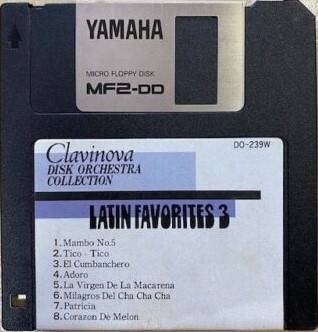 YAMAHA
MICRO FLOPPY DISK
MF2-DD
DO-239W
Clavinova
DISK ORCHESTRA
COLLECTION
LATIN FAVORITES 3
1. Mambo No.5
2. Tico - Tico
3. El Cumbanchero
4. Adoro
5. La Virgen De La Macarena
6. Milagros Del Cha Cha Cha
7. Patricia
8. Corazon De Melon